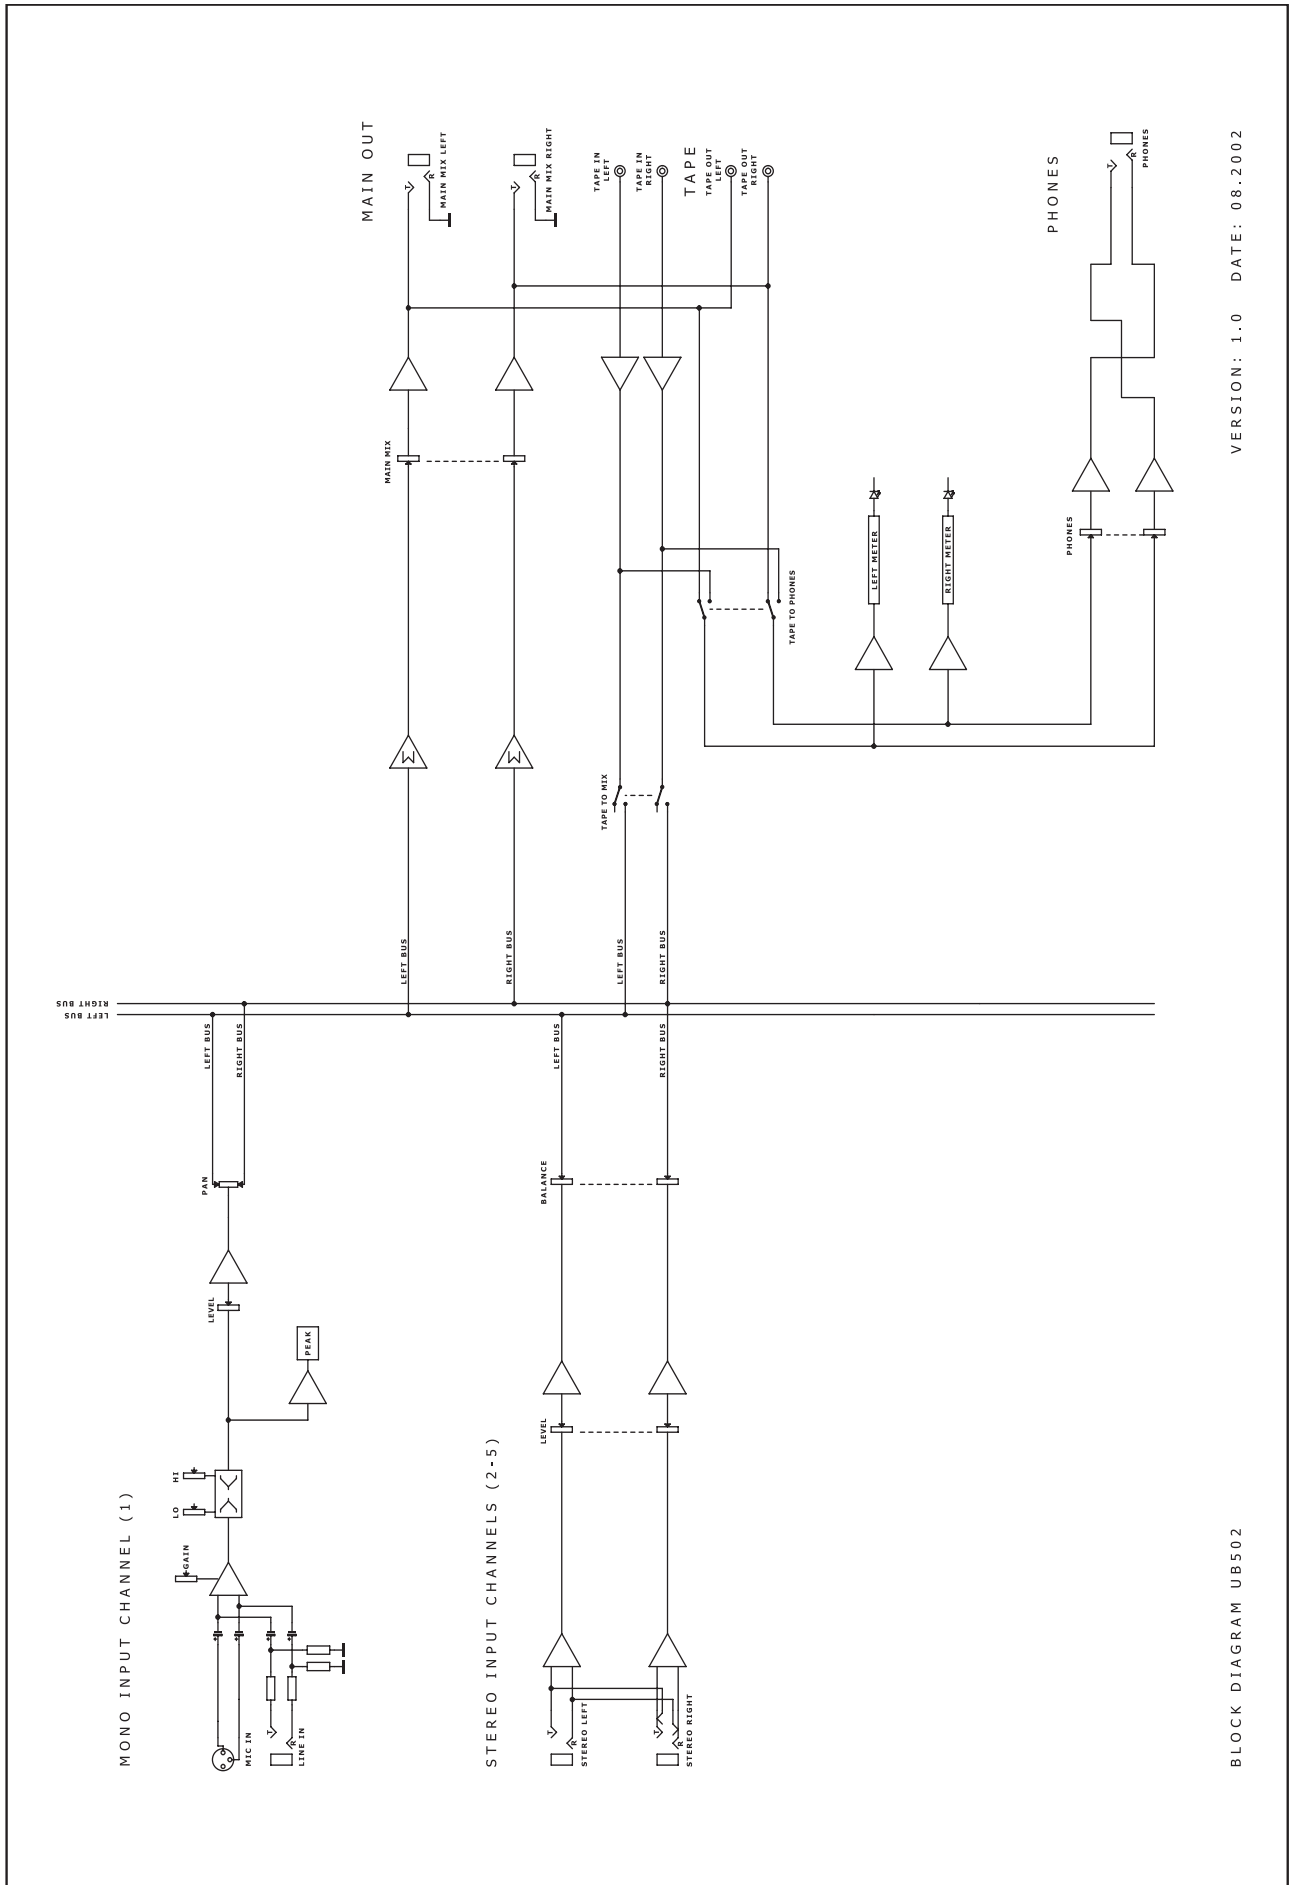 MONO INPUT CHANNEL (1)
MIC IN
T
R
LINE IN
GAIN
LO
HI
PEAK
LEVEL
PAN
LEFT BUS
RIGHT BUS
RIGHT BUS
LEFT BUS
STEREO INPUT CHANNELS (2-5)
T
R
STEREO LEFT
T
R
STEREO RIGHT
LEVEL
BALANCE
LEFT BUS
RIGHT BUS
MAIN OUT
LEFT BUS
RIGHT BUS
Σ
Σ
MAIN MIX
T
R
MAIN MIX LEFT
T
R
MAIN MIX RIGHT
LEFT BUS
RIGHT BUS
TAPE TO MIX
TAPE IN
LEFT
TAPE IN
RIGHT
TAPE
TAPE OUT
LEFT
TAPE OUT
RIGHT
TAPE TO PHONES
LEFT METER
RIGHT METER
PHONES
PHONES
T
R
PHONES
BLOCK DIAGRAM UB502
VERSION: 1.0 DATE: 08.2002